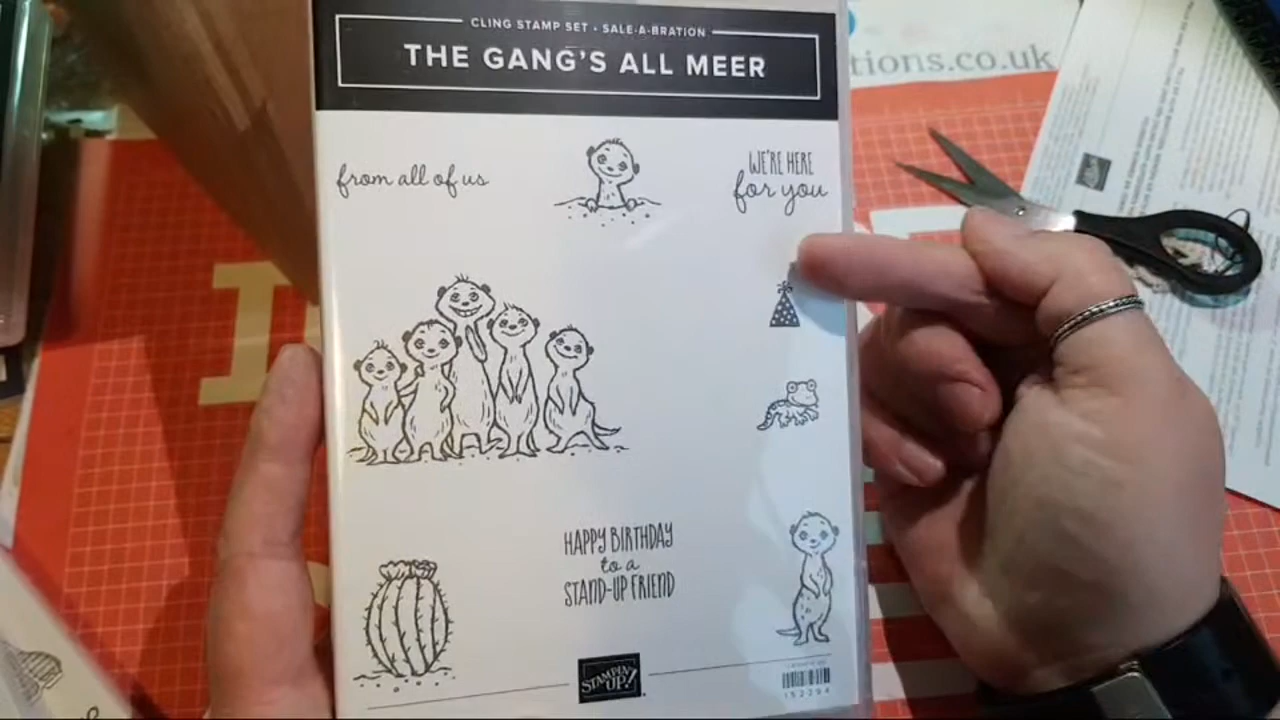 CLING STAMP SET • SALE-A-BRATION
THE GANG'S ALL MEER
tions.co.uk
from all of us
WE'RE HERE
for you
HAPPY BIRTHDAY
to a
STAND-UP FRIEND
STAMPIN' UP!
152294